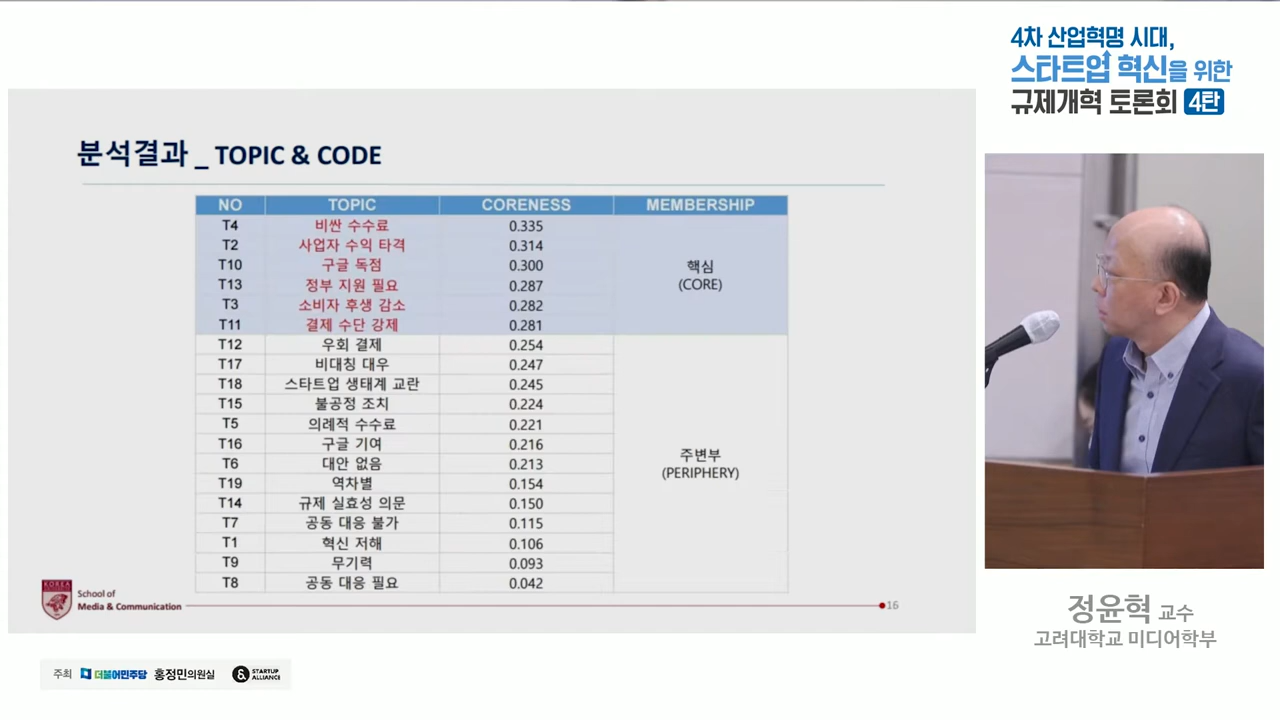 4차 산업혁명 시대,
스타트업 혁신을 위한
규제개혁 토론회 4탄
분석결과 _ TOPIC & CODE
NO TOPIC CORENESS MEMBERSHIP
T4 비싼 수수료 0.335
T2 사업자 수익 타격 0.314
T10 구글 독점 0.300
T13 정부 지원 필요 0.287
T3 소비자 후생 감소 0.282
T11 결제 수단 강제 0.281
핵심
(CORE)
T12 우회 결제 0.254
T17 비대칭 대우 0.247
T18 스타트업 생태계 교란 0.245
T15 불공정 조치 0.224
T5 의례적 수수료 0.221
T16 구글 기여 0.216
T6 대안 없음 0.213
T19 역차별 0.154
T14 규제 실효성 의문 0.150
T7 공동 대응 불가 0.115
T1 혁신 저해 0.106
T9 무기력 0.093
T8 공동 대응 필요 0.042
주변부
(PERIPHERY)
KOREA
School of
Media & Communication
16
정윤혁 교수
고려대학교 미디어학부
주최 더불어민주당 홍정민의원실 STARTUP
ALLIANCE